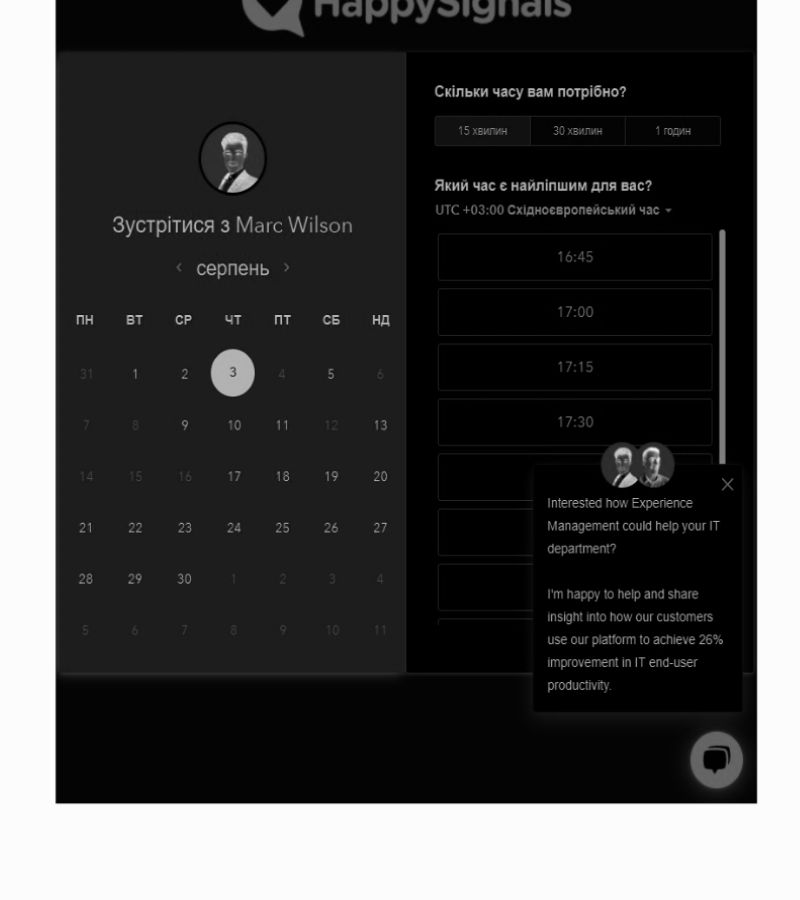 HappySignals
Зустрітися з Marc Wilson
серпень
ПН ВТ СР ЧТ ПТ СБ НД
31 1 2 3 4 5 6
7 8 9 10 11 12 13
14 15 16 17 18 19 20
21 22 23 24 25 26 27
28 29 30 1 2 3 4
5 6 7 8 9 10 11
Скільки часу вам потрібно?
15 хвилин 30 хвилин 1 годин
Який час є найліпшим для вас?
UTC +03:00 Східноєвропейський час
16:45
17:00
17:15
17:30
Interested how Experience
Management could help your IT
department?
I'm happy to help and share
insight into how our customers
use our platform to achieve 26%
improvement in IT end-user
productivity.